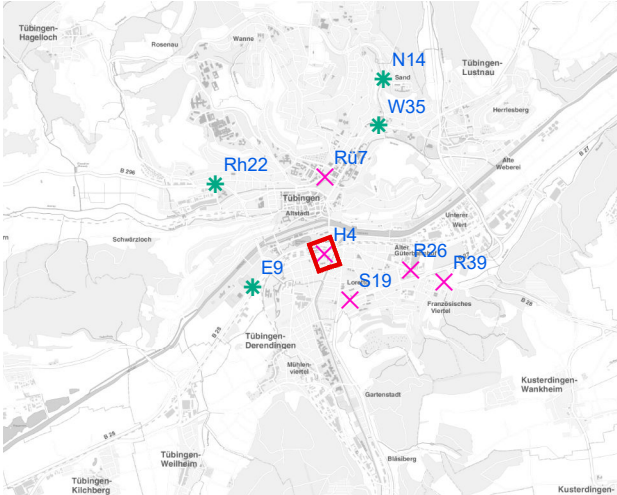 Tübingen-
Hagelloch
Rosenau
Wanne
N14
Sand
Tübingen-
Lustnau
W35
Herrlesberg
B 27
Rh22
Rü7
Alte
Weberei
B 296
Tübingen
Altstadt
Unterm
Wert
Schwärzloch
H4
Alter
Güterbahnhof
R26
R39
E9
S19
B 28
Französisches
Viertel
B 28
Tübingen-
Derendingen
Mühlen-
viertel
Gartenstadt
Kusterdingen-
Wankheim
B 28
Tübingen-
Weilheim
Bläsiberg
Tübingen-
Kilchberg
Kusterdingen-